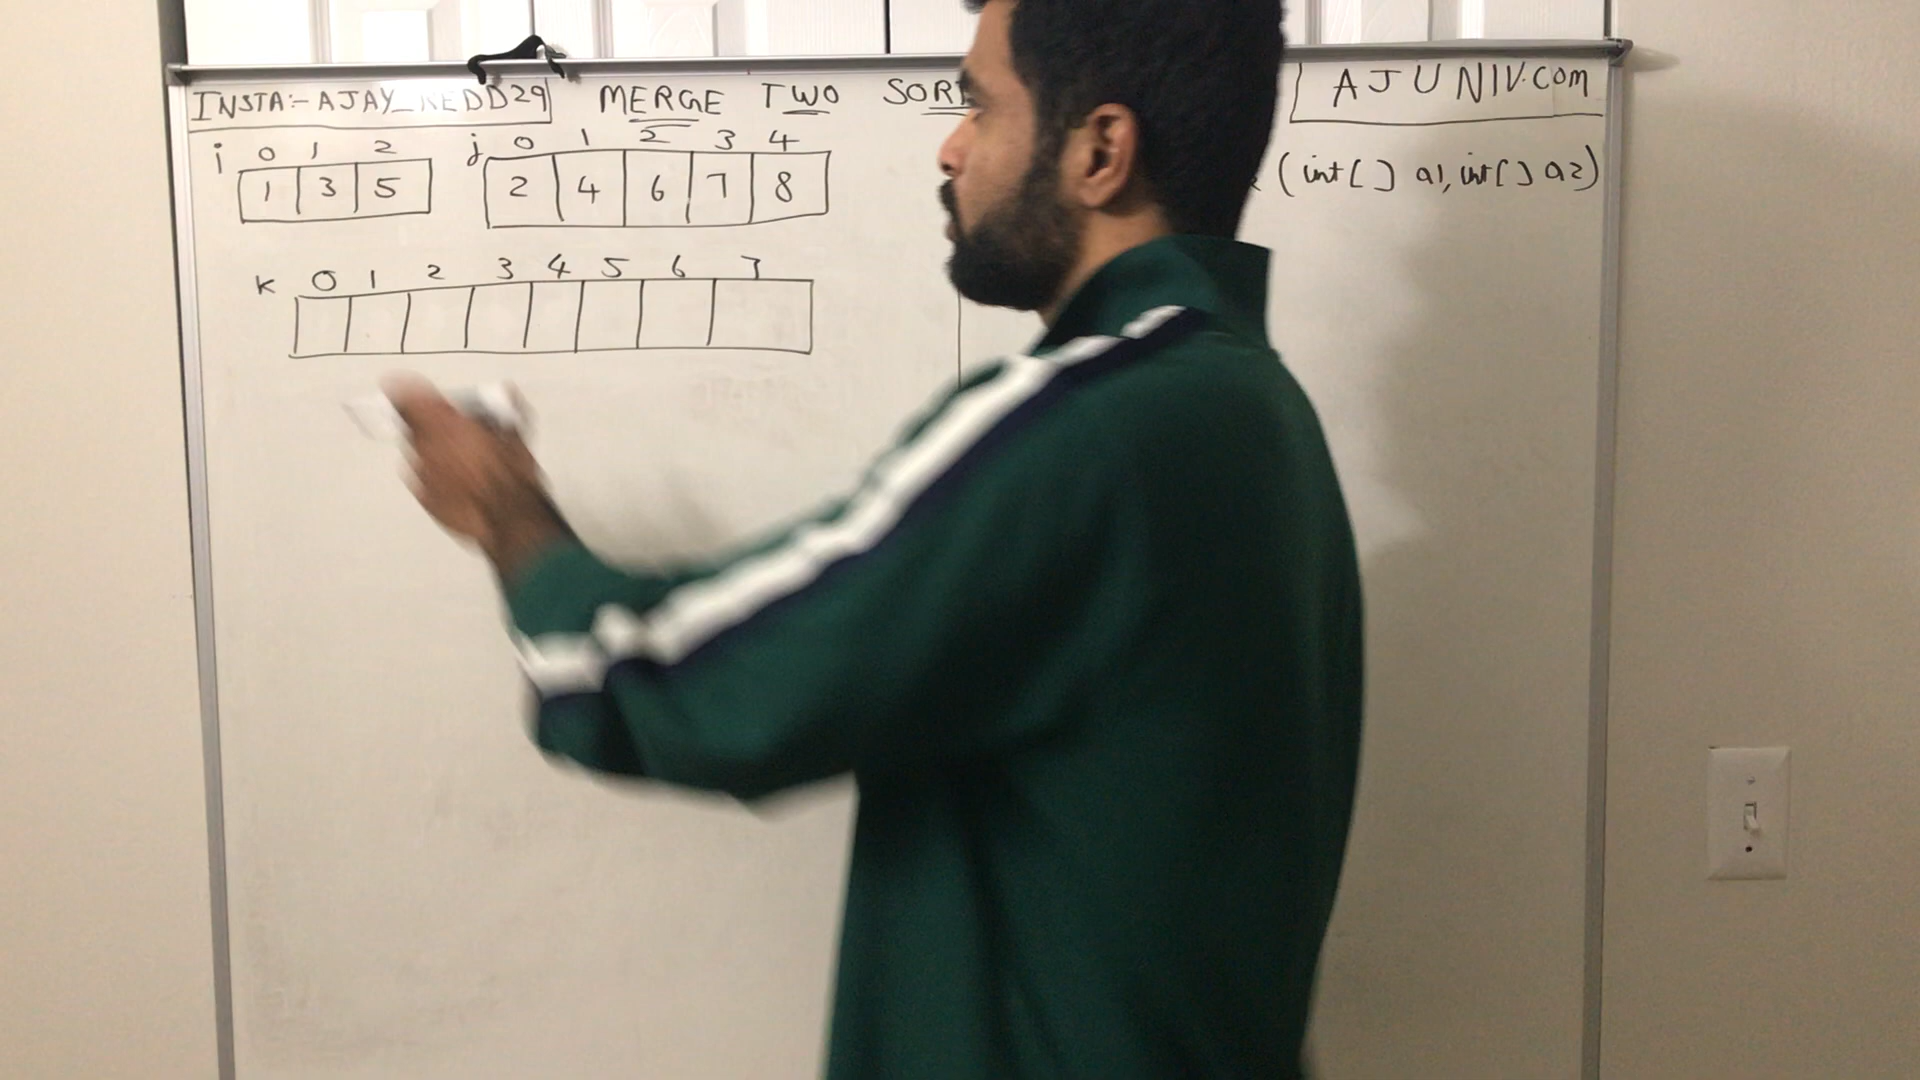 INSTA:- AJAY_REDD29 MERGE TWO AJUNIV.COM
i 0 1 2 j 0 1 2 3 4
1 3 5 2 4 6 7 8
(int[] a1, int[] a2)
k 0 1 2 3 4 5 6 7